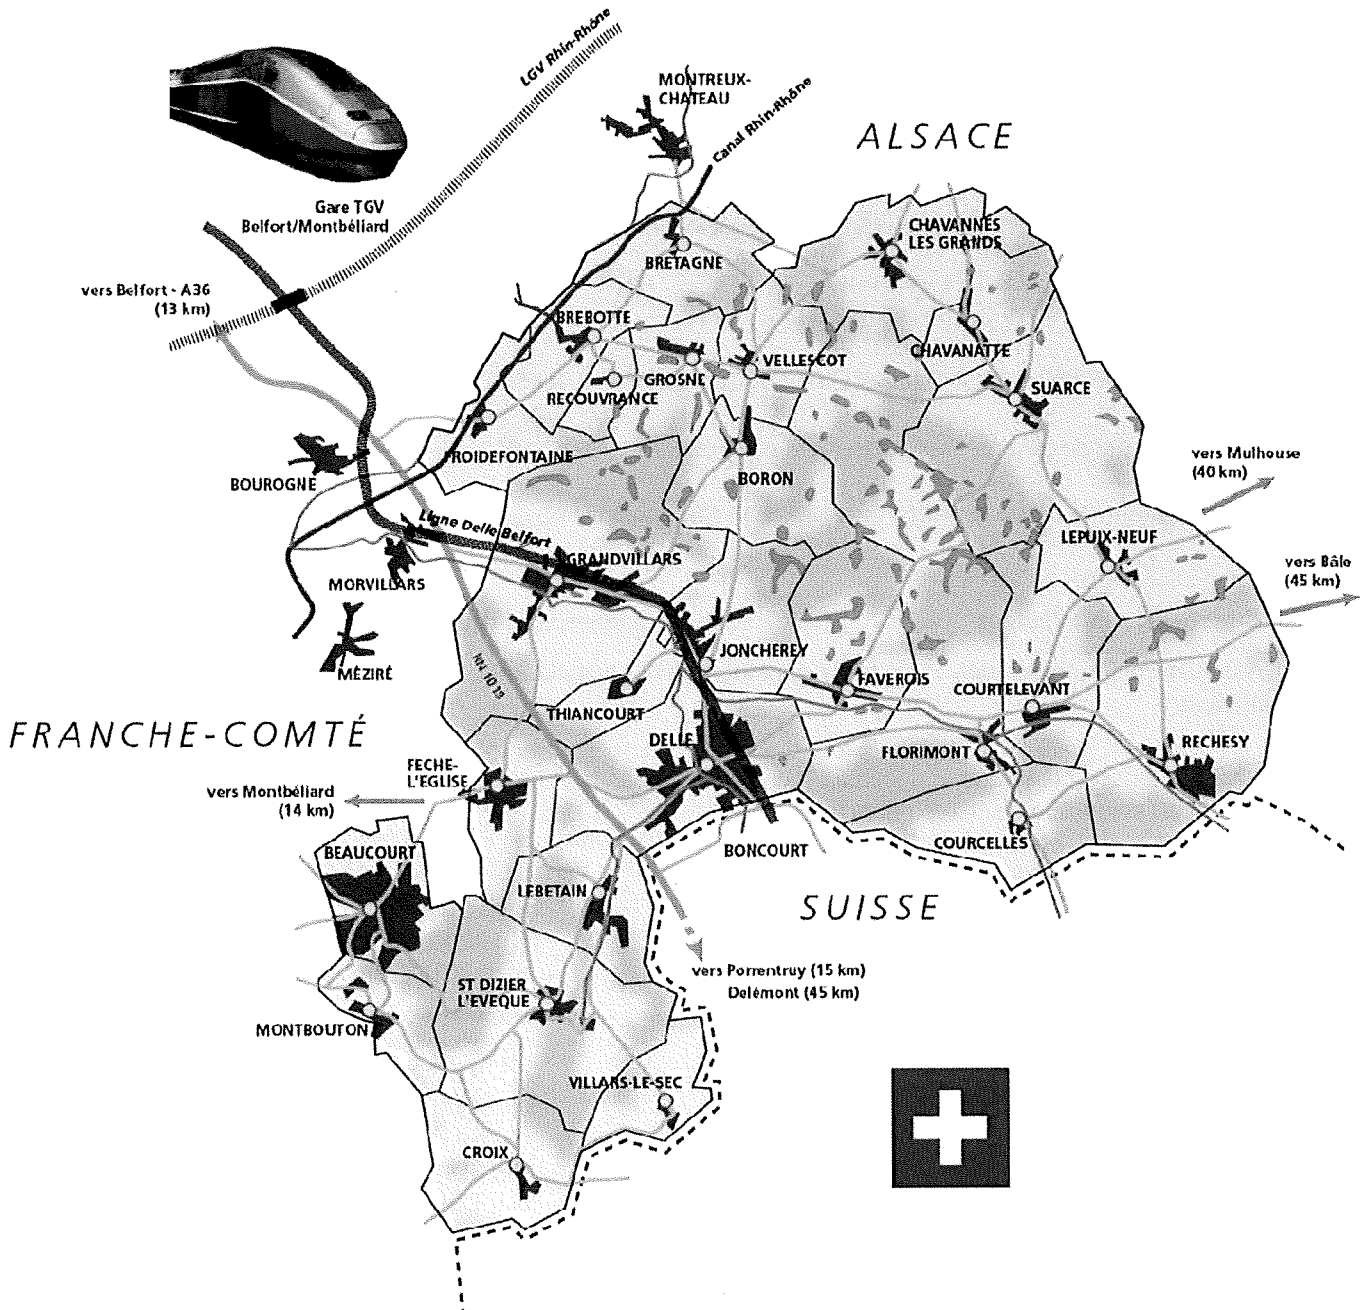 LGV Rhin-Rhône
MONTREUX-
CHATEAU
Canal Rhin-Rhône
ALSACE
Gare TGV
Belfort/Montbéliard
CHAVANNES
LES GRANDS
BRETAGNE
vers Belfort - A36
(13 km)
BREBOTTE
CHAVANATTE
VELLESCOT
GROSNE
SUARCE
RECOUVRANCE
FROIDEFONTAINE
BOUROGNE
BORON
vers Mulhouse
(40 km)
Ligne Delle Belfort
LEPUIX-NEUF
GRANDVILLARS
vers Bâle
(45 km)
MORVILLARS
JONCHEREY
MÉZIRÉ
RN 1019
FAVEROIS
COURTELEVANT
THIANCOURT
FRANCHE-COMTÉ
DELLE
FLORIMONT
RECHESY
FECHE-
L'EGLISE
vers Montbéliard
(14 km)
COURCELLES
BONCOURT
BEAUCOURT
LEBETAIN
SUISSE
vers Porrentruy (15 km)
Delémont (45 km)
ST DIZIER
L'EVEQUE
MONTBOUTON
VILLARS-LE-SEC
CROIX